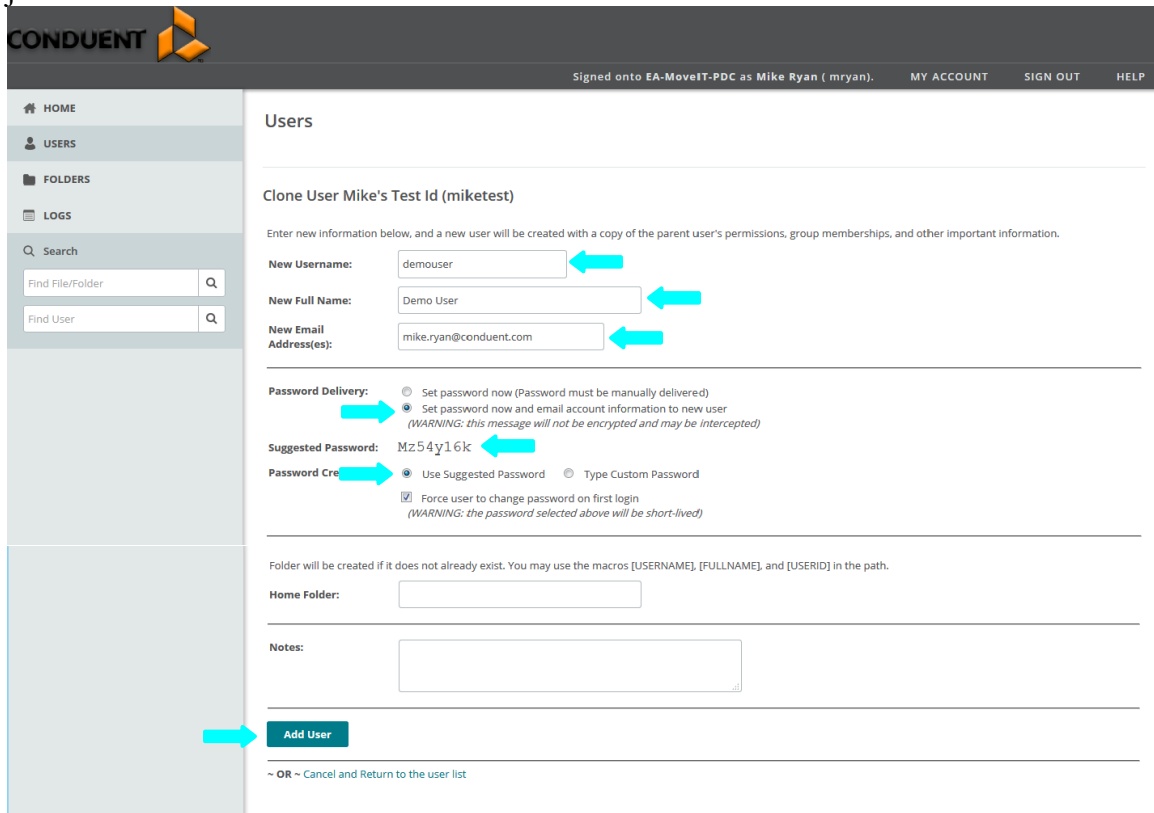 CONDUENT
Signed onto EA-MoveIT-PDC as Mike Ryan ( mryan). MY ACCOUNT SIGN OUT HELP
HOME
USERS
FOLDERS
LOGS
Search
Find File/Folder
Find User
Users
Clone User Mike's Test Id (miketest)
Enter new information below, and a new user will be created with a copy of the parent user's permissions, group memberships, and other important information.
New Username: demouser
New Full Name: Demo User
New Email
Address(es): mike.ryan@conduent.com
Password Delivery: Set password now (Password must be manually delivered)
Set password now and email account information to new user
(WARNING: this message will not be encrypted and may be intercepted)
Suggested Password: Mz54y16k
Password Cre Use Suggested Password Type Custom Password
Force user to change password on first login
(WARNING: the password selected above will be short-lived)
Folder will be created if it does not already exist. You may use the macros [USERNAME], [FULLNAME], and [USERID] in the path.
Home Folder:
Notes:
Add User
~ OR ~ Cancel and Return to the user list